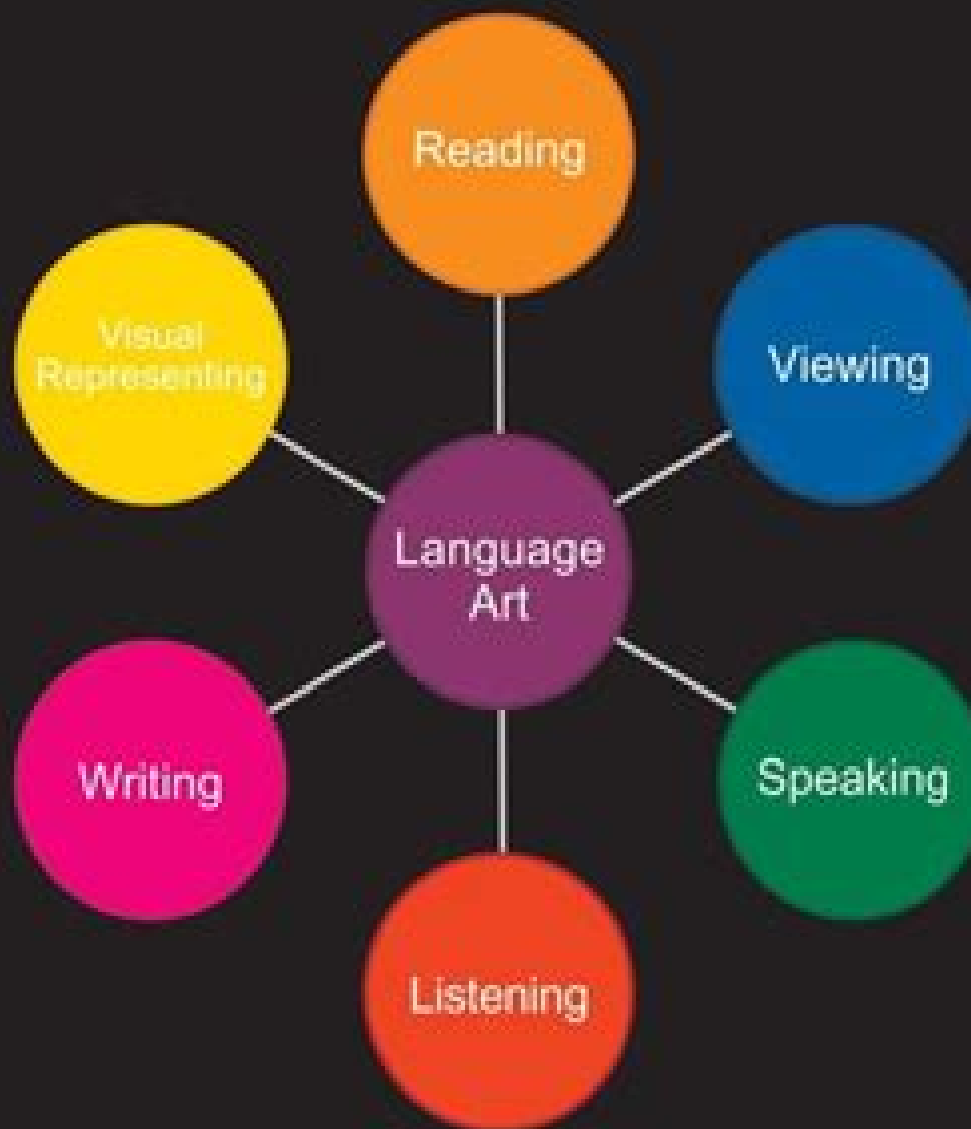 Reading
Visual
Representing
Viewing
Language
Art
Writing
Speaking
Listening